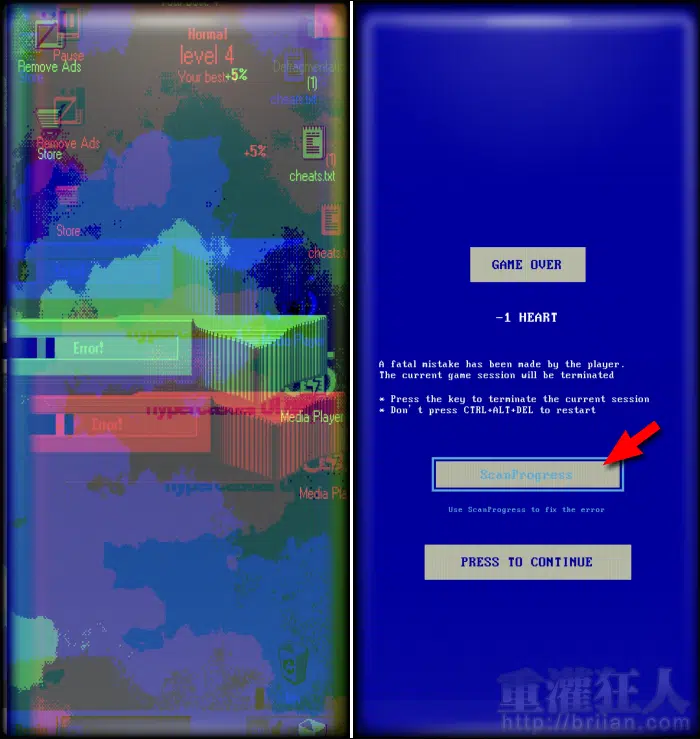 Normal
level 4
Your best+5%
Pause
Remove Ads
Defragmentat
(1)
cheats.txt
Remove Ads
Store
+5%
(1)
cheats.txt
Store
cheats.
Error!
Error!
Media Player
Media Pla
GAME OVER
-1 HEART
A fatal mistake has been made by the player.
The current game session will be terminated
* Press the key to terminate the current session
* Don't press CTRL+ALT+DEL to restart
ScanProgress
Use ScanProgress to fix the error
PRESS TO CONTINUE
重灌狂人
http://briian.com